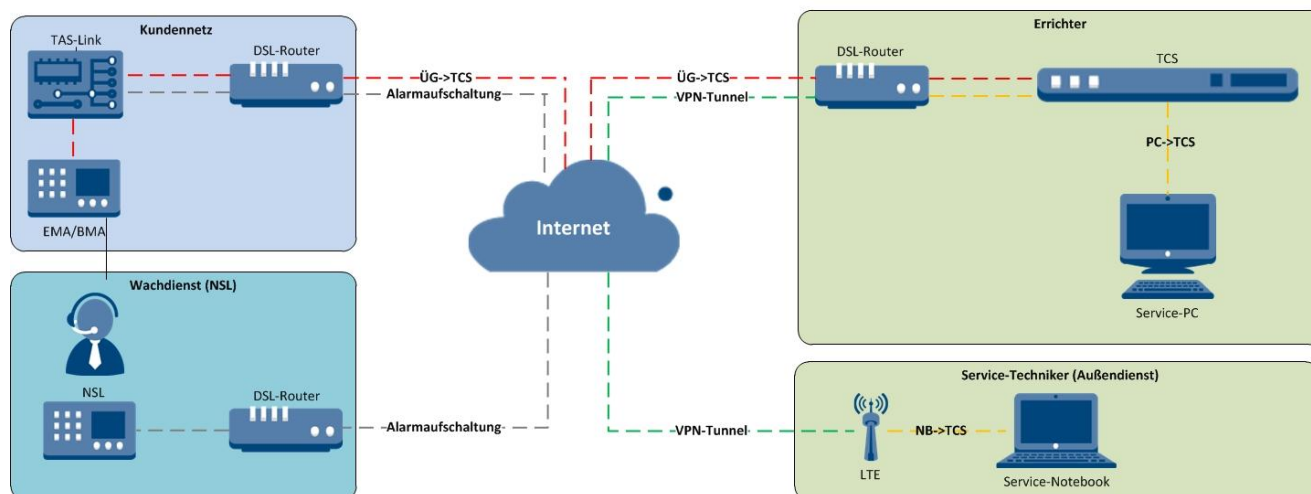 Kundennetz
TAS-Link
DSL-Router
EMA/BMA
ÜG->TCS
Alarmaufschaltung
Internet
ÜG->TCS
VPN-Tunnel
Errichter
DSL-Router
TCS
PC->TCS
Service-PC
Wachdienst (NSL)
NSL
DSL-Router
Alarmaufschaltung
VPN-Tunnel
Service-Techniker (Außendienst)
LTE
NB->TCS
Service-Notebook